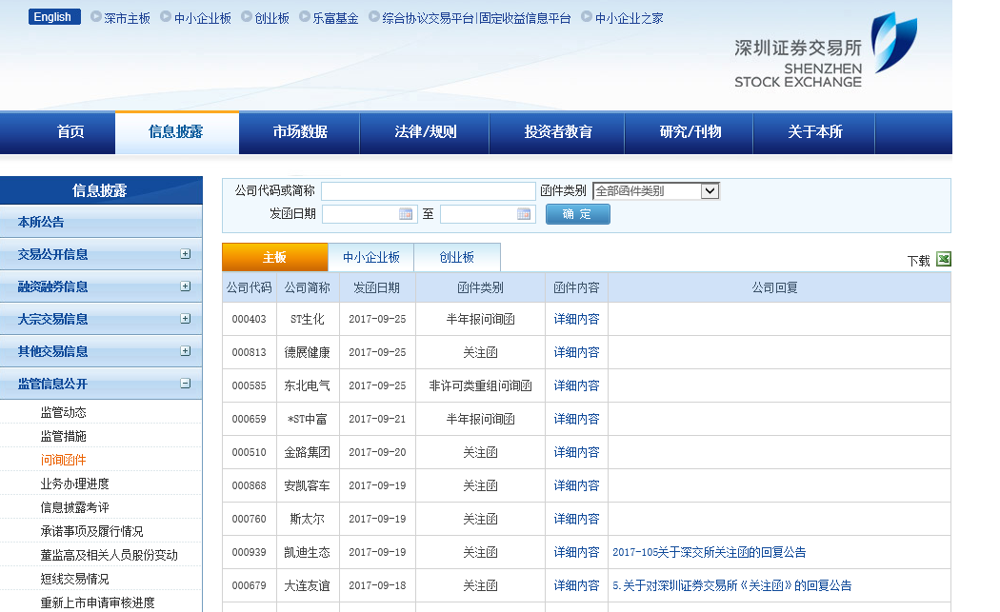 English 深市主板 中小企业板 创业板 乐富基金 综合协议交易平台|固定收益信息平台 中小企业之家
深圳证券交易所
SHENZHEN
STOCK EXCHANGE
首页 信息披露 市场数据 法律/规则 投资者教育 研究/刊物 关于本所
信息披露
本所公告
交易公开信息
融资融券信息
大宗交易信息
其他交易信息
监管信息公开
监管动态
监管措施
问询函件
业务办理进度
信息披露考评
承诺事项及履行情况
董监高及相关人员股份变动
短线交易情况
重新上市申请审核进度
公司代码或简称 函件类别 全部函件类别
发函日期 至 确 定
主板 中小企业板 创业板 下载
公司代码 公司简称 发函日期 函件类别 函件内容 公司回复
000403 ST生化 2017-09-25 半年报问询函 详细内容
000813 德展健康 2017-09-25 关注函 详细内容
000585 东北电气 2017-09-25 非许可类重组问询函 详细内容
000659 *ST中富 2017-09-21 半年报问询函 详细内容
000510 金路集团 2017-09-20 关注函 详细内容
000868 安凯客车 2017-09-19 关注函 详细内容
000760 斯太尔 2017-09-19 关注函 详细内容
000939 凯迪生态 2017-09-19 关注函 详细内容 2017-105关于深交所关注函的回复公告
000679 大连友谊 2017-09-18 关注函 详细内容 5.关于对深圳证券交易所《关注函》的回复公告